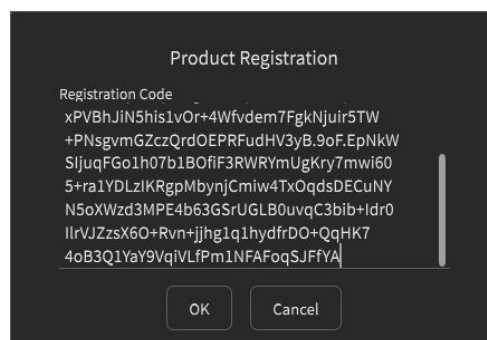 Product Registration
Registration Code
xPVBhJiN5his1vOr+4Wfvdem7FgkNjuir5TW
+PNsgvmGZczQrdOEPRFudHV3yB.9oF.EpNkW
SIjuqFGo1h07b1BOfiF3RWRYmUgKry7mwi60
5+ra1YDLzIKRgpMbynjCmiw4TxOqdsDECuNY
N5oXWzd3MPE4b63GSrUGLB0uvqC3bib+Idr0
IlrVJZzsX6O+Rvn+jjhg1q1hydfrDO+QqHK7
4oB3Q1YaY9VqiVLfPm1NFAFoqSJFfYA
OK
Cancel